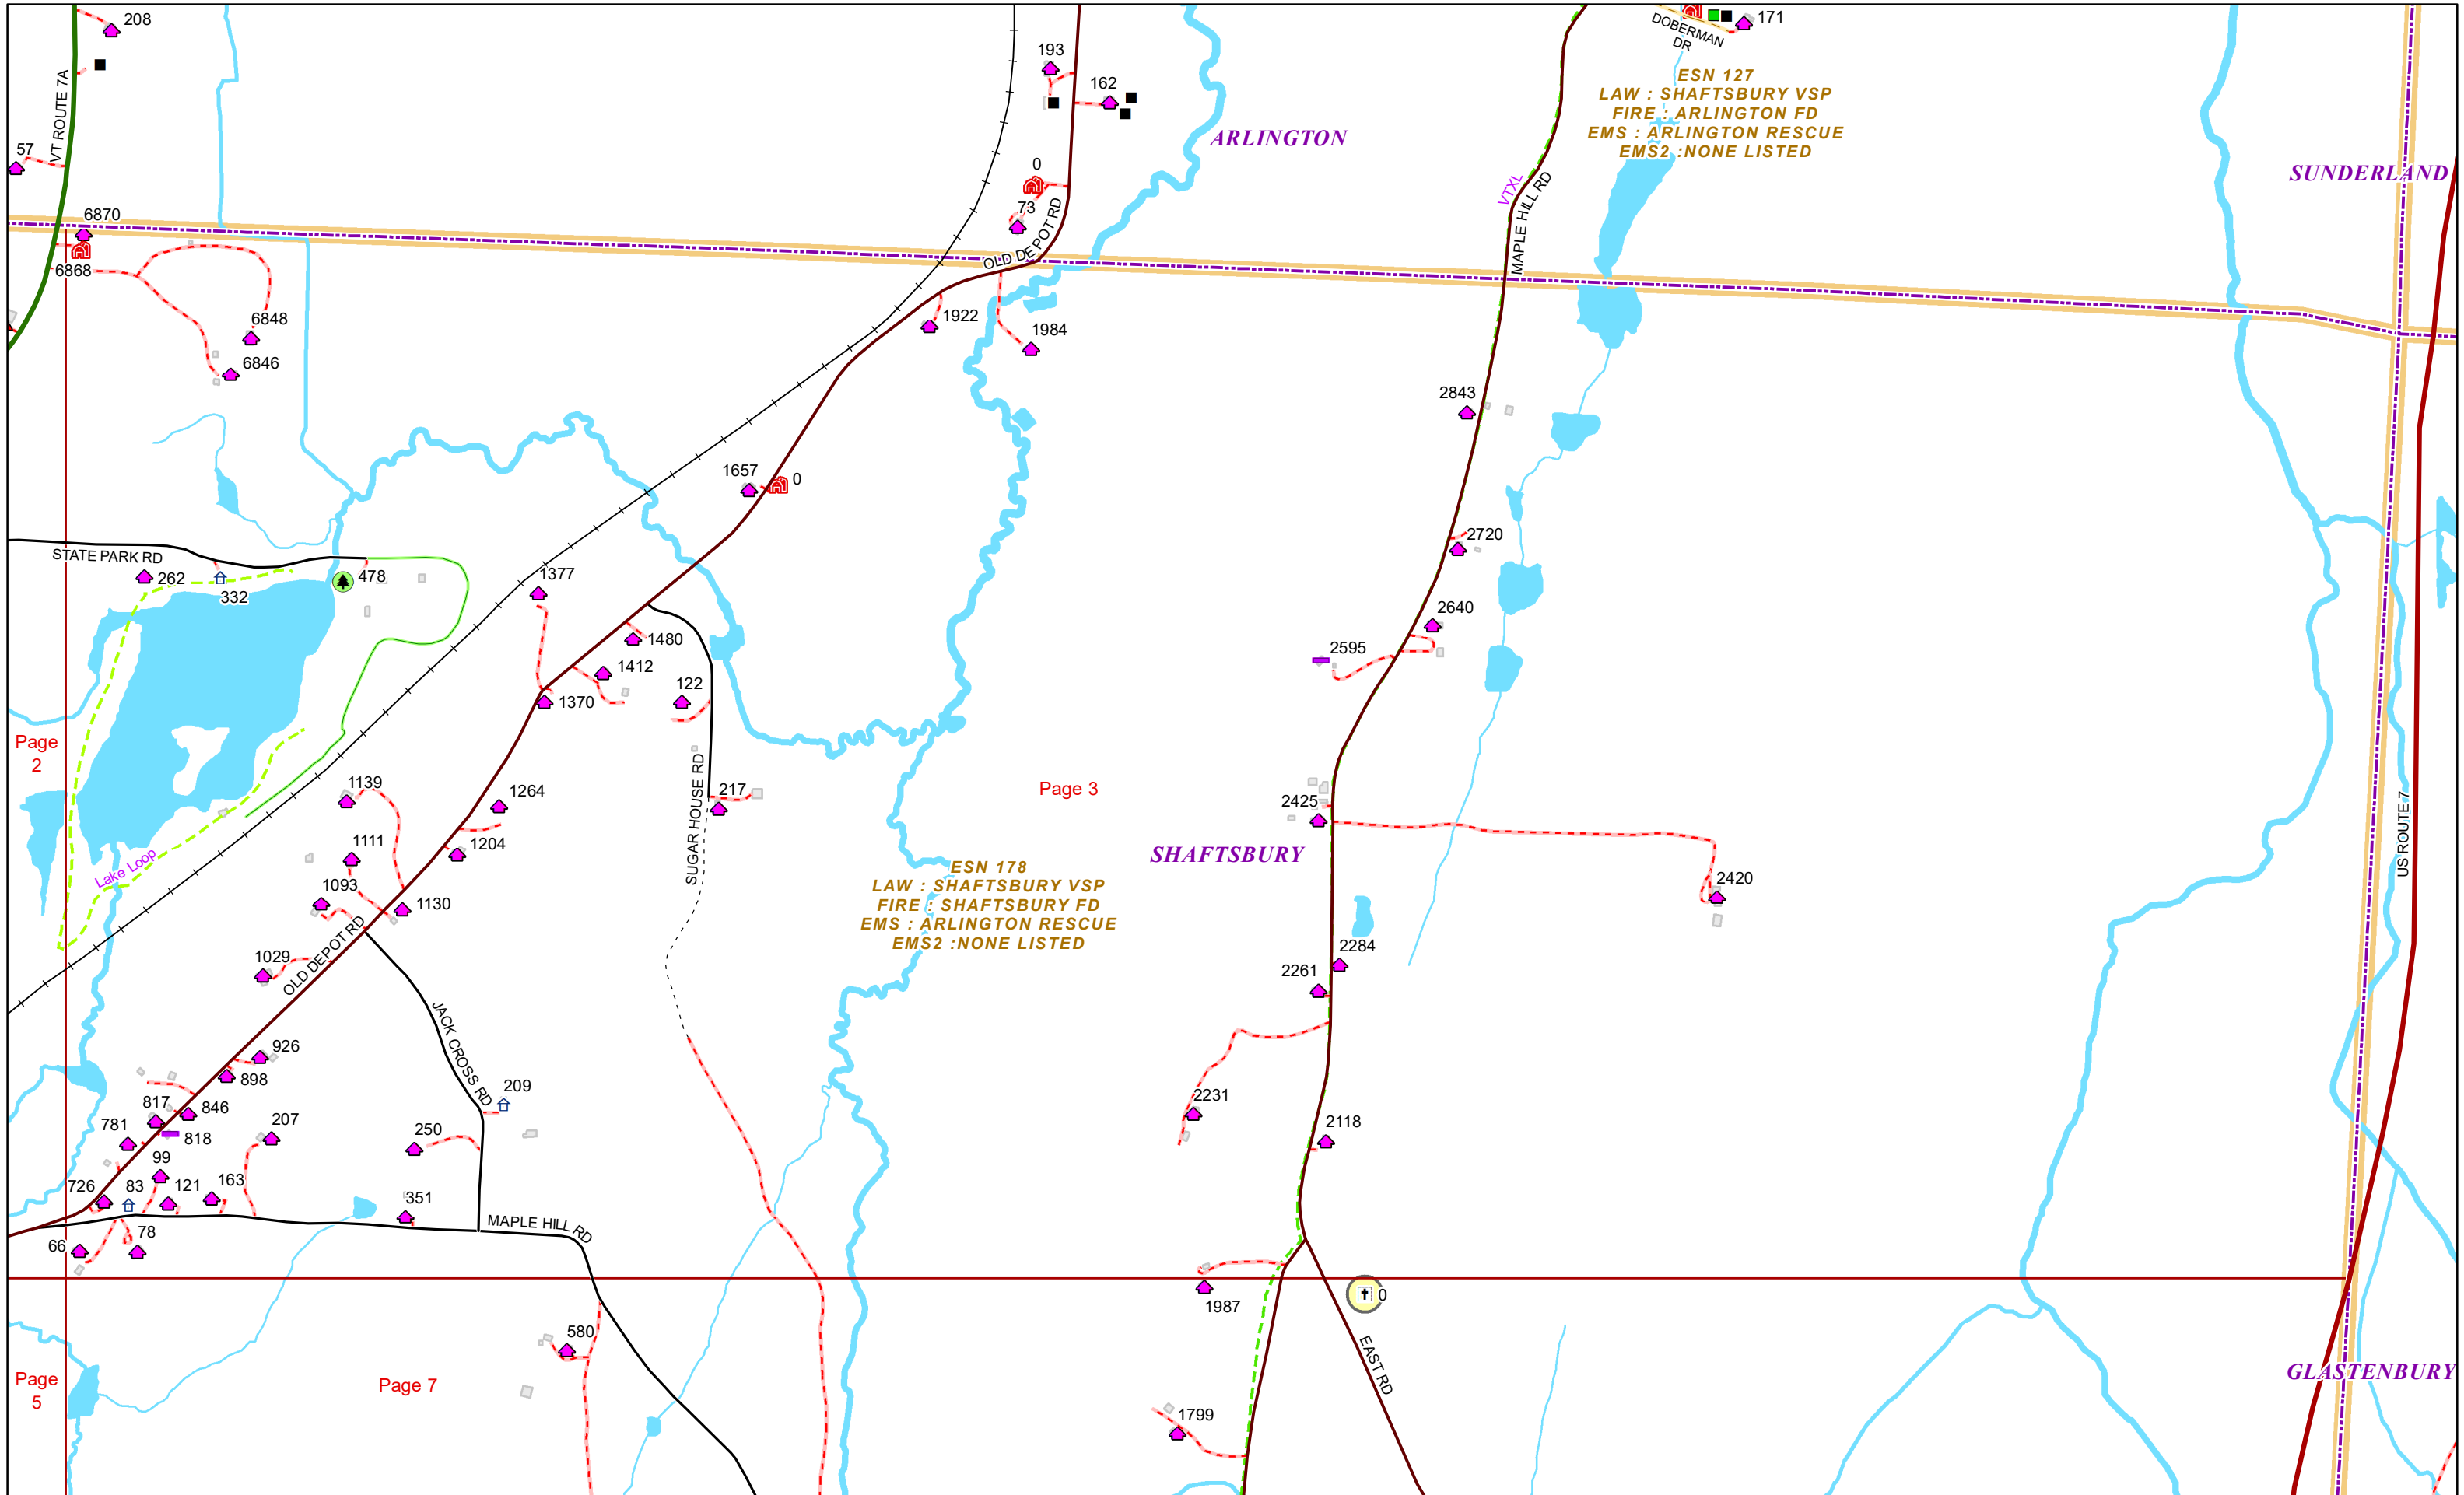 208
171
DOBERMAN
DR
193
162
ESN 127
LAW : SHAFTSBURY VSP
FIRE : ARLINGTON FD
EMS : ARLINGTON RESCUE
EMS2 :NONE LISTED
VT ROUTE 7A
ARLINGTON
57
0
SUNDERLAND
VTXL
MAPLE HILL RD
73
6870
OLD DEPOT RD
6868
6848
1922
1984
6846
2843
1657
0
2720
STATE PARK RD
262
332
478
1377
2640
1480
2595
1412
122
1370
Page
2
1139
1264
217
Page 3
2425
SUGAR HOUSE RD
US ROUTE 7
1111
1204
SHAFTSBURY
Lake Loop
ESN 178
LAW : SHAFTSBURY VSP
FIRE : SHAFTSBURY FD
EMS : ARLINGTON RESCUE
EMS2 :NONE LISTED
1093
1130
2420
1029
OLD DEPOT RD
2284
2261
JACK CROSS RD
926
898
209
817
846
2231
781
818
207
250
2118
99
726
83
121
163
351
MAPLE HILL RD
66
78
0
1987
580
EAST RD
GLASTENBURY
Page
5
Page 7
1799